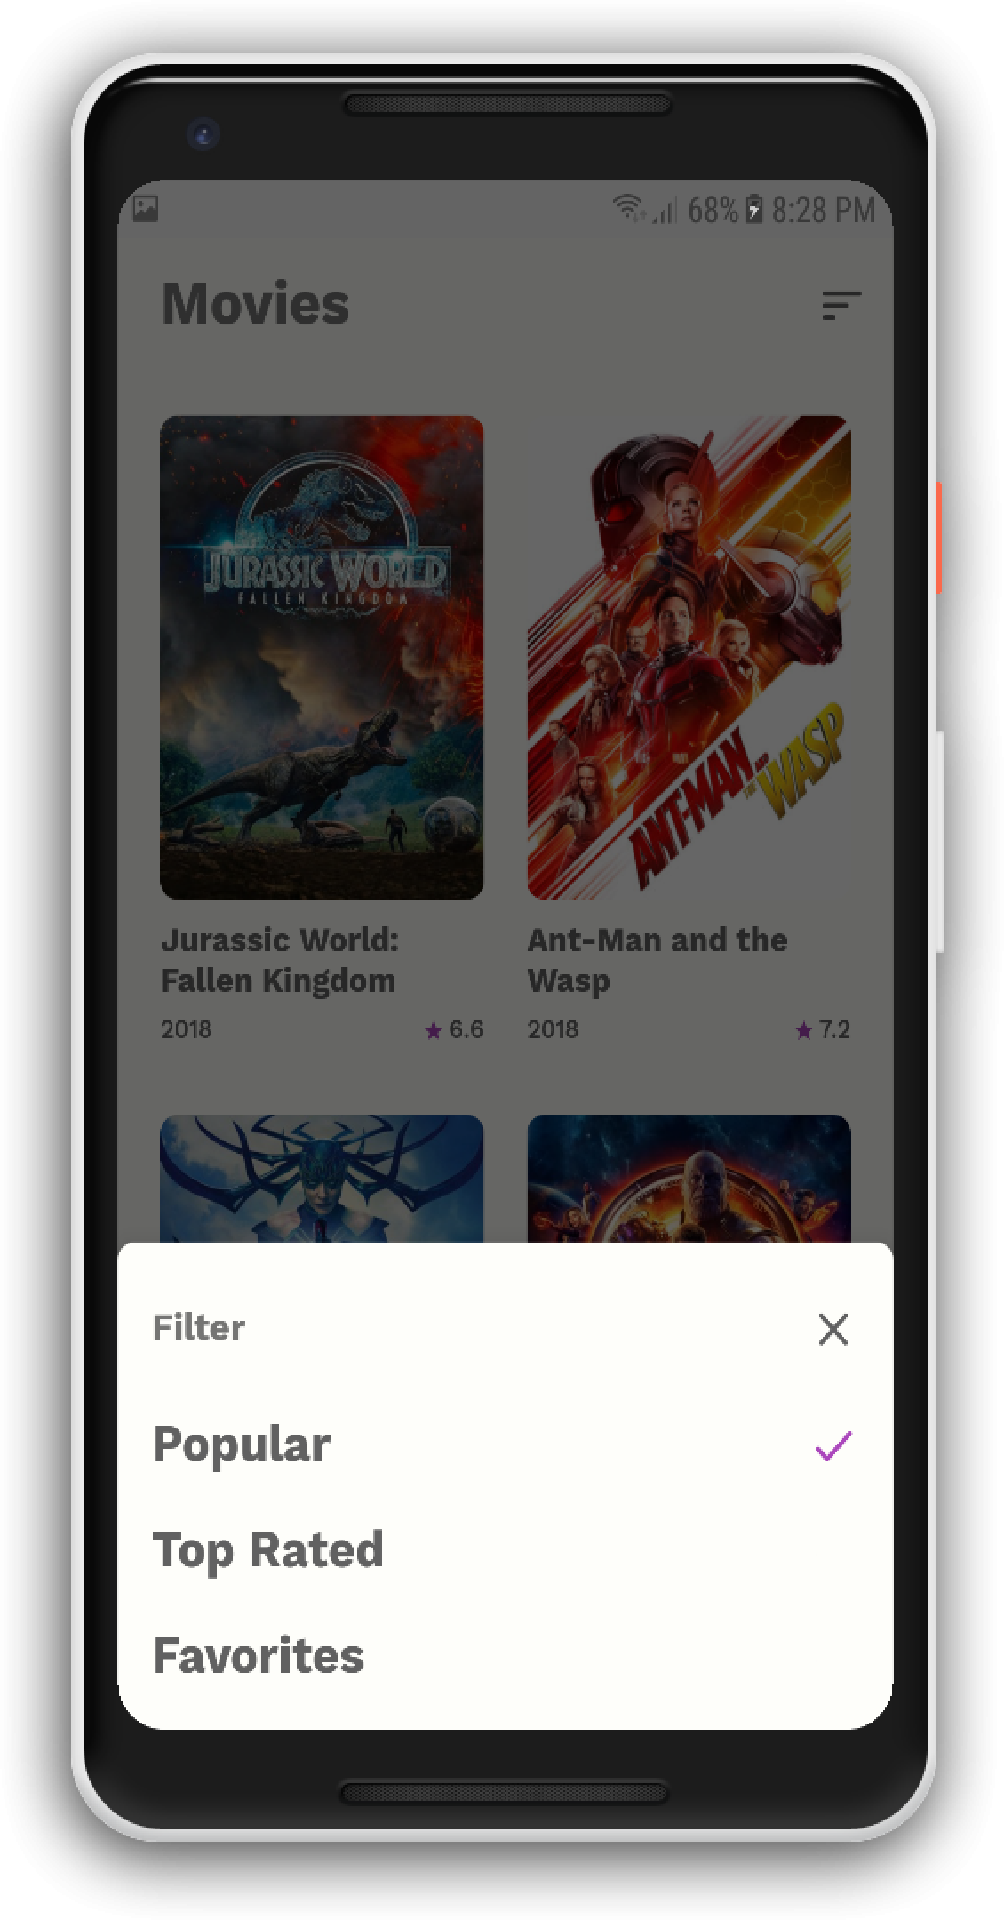 68% 8:28 PM
Movies
JURASSIC WORLD
FALLEN KINGDOM
ANT-MAN
AND THE
WASP
Jurassic World:
Fallen Kingdom
Ant-Man and the
Wasp
2018
6.6
2018
7.2
Filter
Popular
Top Rated
Favorites